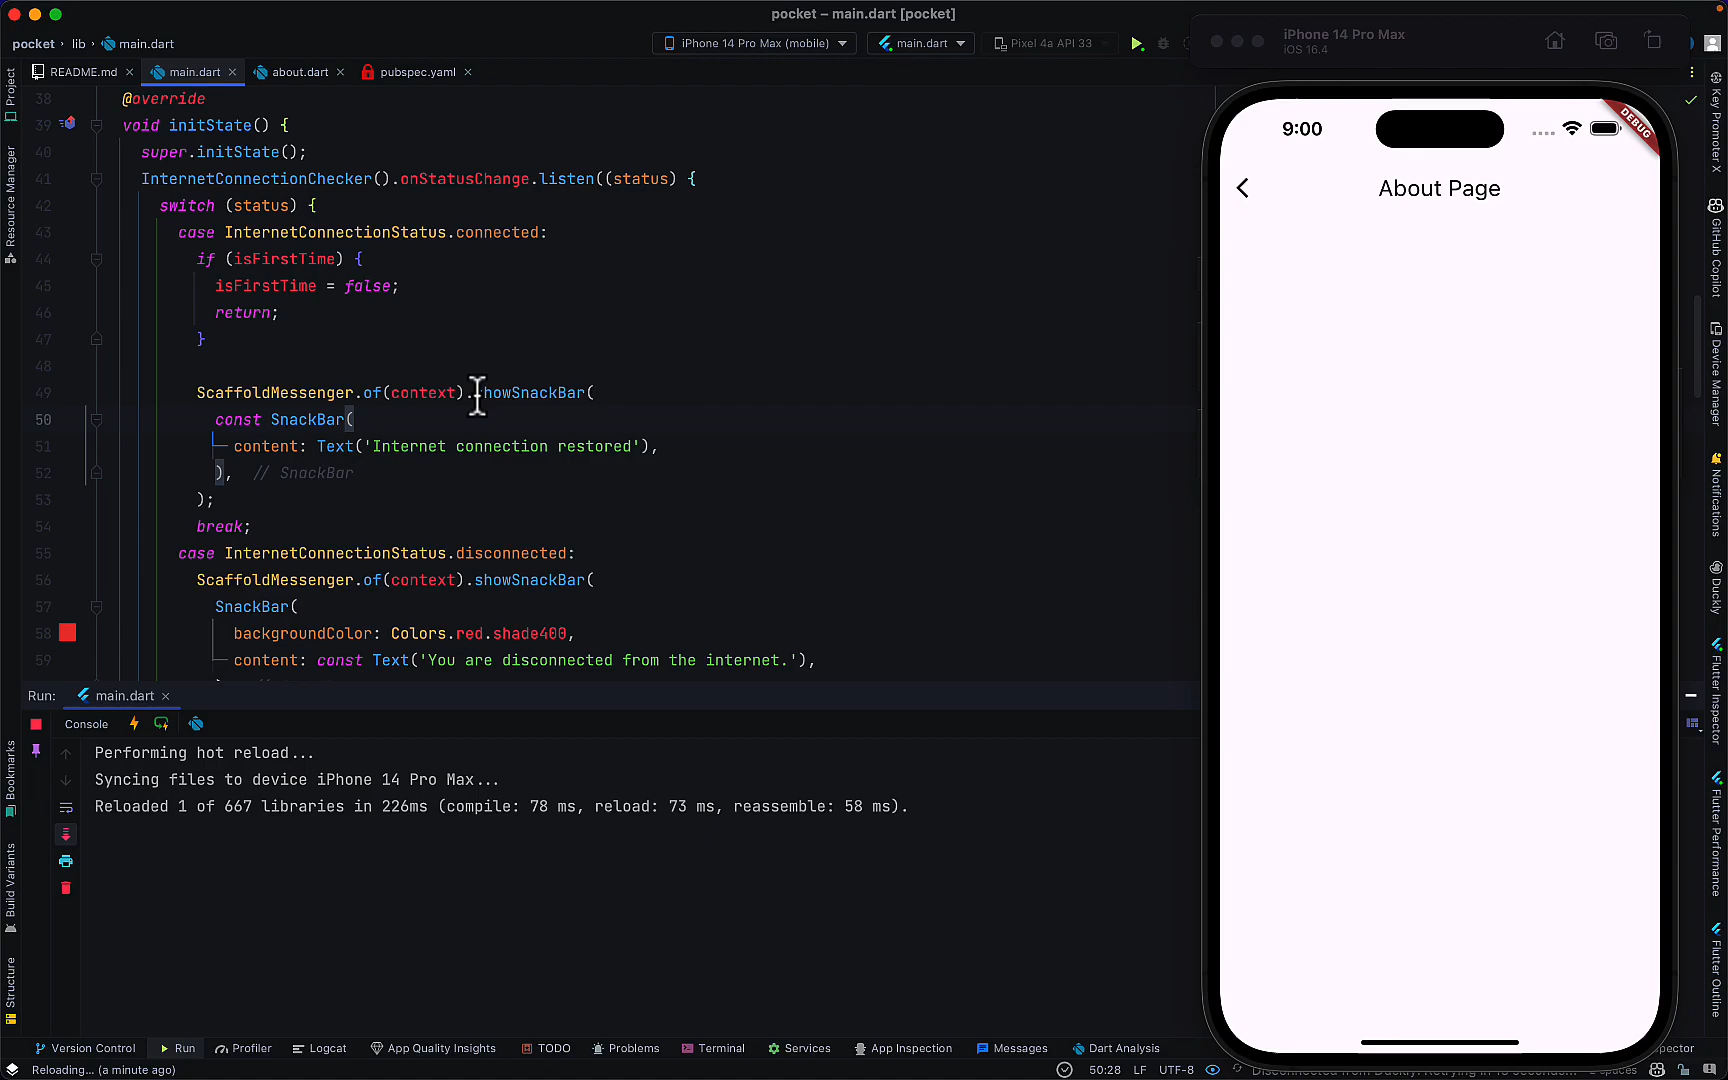 pocket – main.dart [pocket]
pocket
lib
main.dart
iPhone 14 Pro Max (mobile)
main.dart
Pixel 4a API 33
iPhone 14 Pro Max
iOS 16.4
README.md
main.dart
about.dart
pubspec.yaml
Project
Resource Manager
Bookmarks
Build Variants
Structure
38 @override
39 void initState() {
40 super.initState();
41 InternetConnectionChecker().onStatusChange.listen((status) {
42 switch (status) {
43 case InternetConnectionStatus.connected:
44 if (isFirstTime) {
45 isFirstTime = false;
46 return;
47 }
48
49 ScaffoldMessenger.of(context).showSnackBar(
50 const SnackBar(
51 content: Text('Internet connection restored'),
52 ), // SnackBar
53 );
54 break;
55 case InternetConnectionStatus.disconnected:
56 ScaffoldMessenger.of(context).showSnackBar(
57 SnackBar(
58 backgroundColor: Colors.red.shade400,
59 content: const Text('You are disconnected from the internet.'),
Run:
main.dart
Console
Performing hot reload...
Syncing files to device iPhone 14 Pro Max...
Reloaded 1 of 667 libraries in 226ms (compile: 78 ms, reload: 73 ms, reassemble: 58 ms).
9:00
DEBUG
About Page
Key Promoter X
GitHub Copilot
Device Manager
Notifications
Duckly
Flutter Inspector
Flutter Performance
Flutter Outline
Version Control
Run
Profiler
Logcat
App Quality Insights
TODO
Problems
Terminal
Services
App Inspection
Messages
Dart Analysis
Reloading... (a minute ago)
50:28
LF
UTF-8